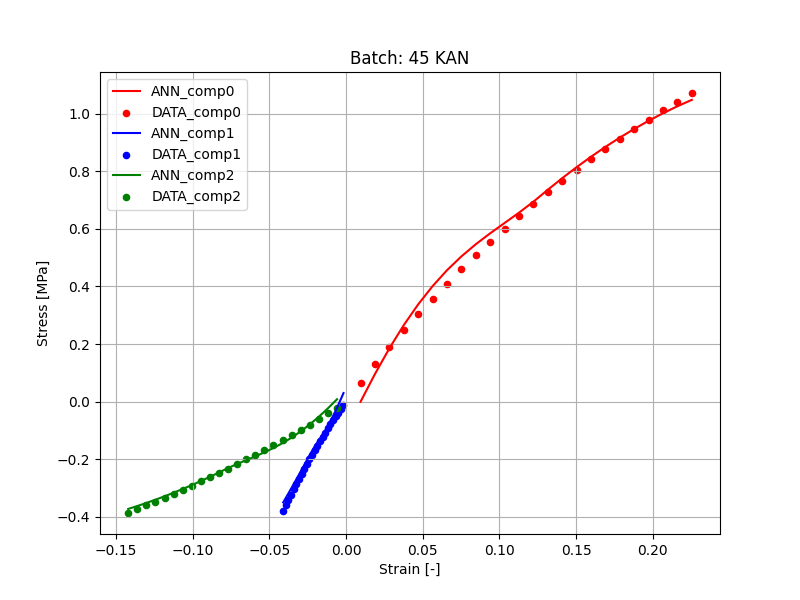 Batch: 45 KAN
ANN_comp0
DATA_comp0
ANN_comp1
DATA_comp1
ANN_comp2
DATA_comp2
1.0
0.8
0.6
0.4
0.2
0.0
−0.2
−0.4
Stress [MPa]
−0.15 −0.10 −0.05 0.00 0.05 0.10 0.15 0.20
Strain [-]